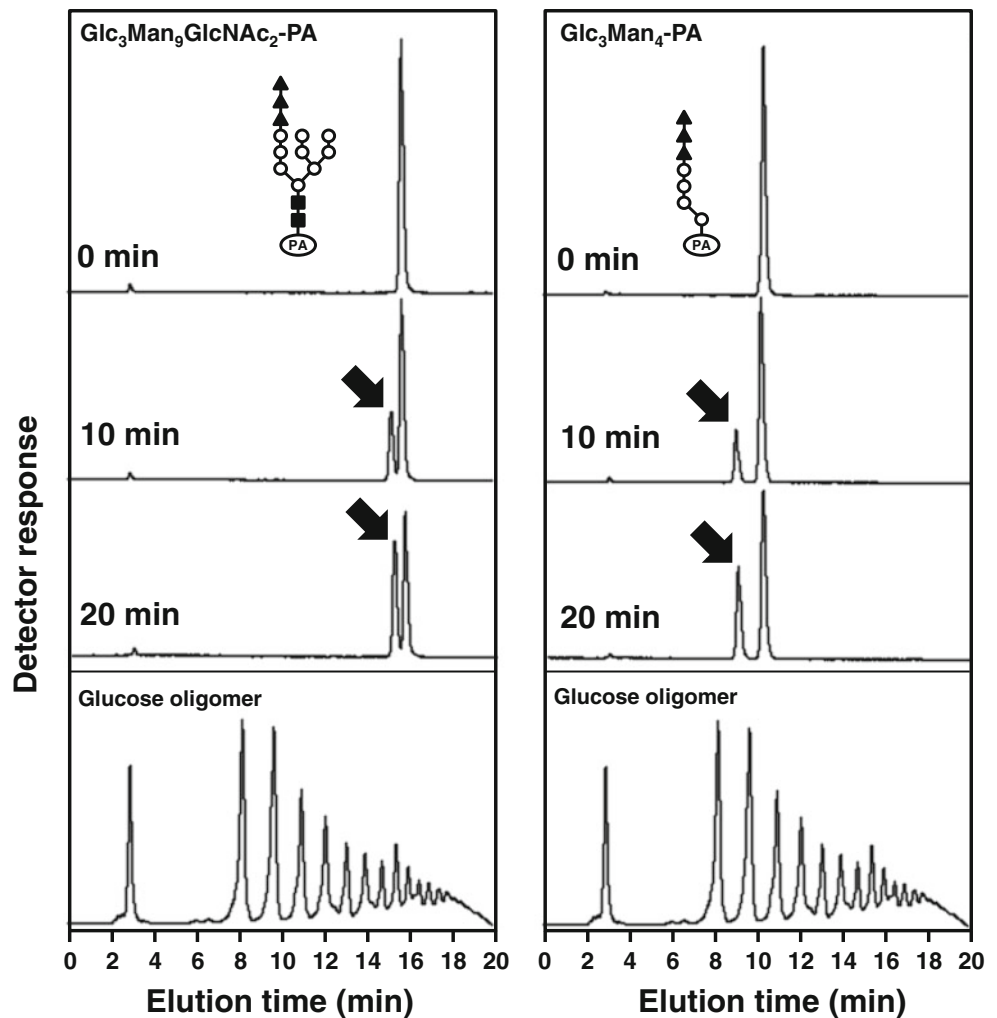 Glc₃Man₉GlcNAc₂-PA
PA
0 min
10 min
20 min
Glucose oligomer
0 2 4 6 8 10 12 14 16 18 20
Elution time (min)
Detector response
Glc₃Man₄-PA
PA
0 min
10 min
20 min
Glucose oligomer
0 2 4 6 8 10 12 14 16 18 20
Elution time (min)